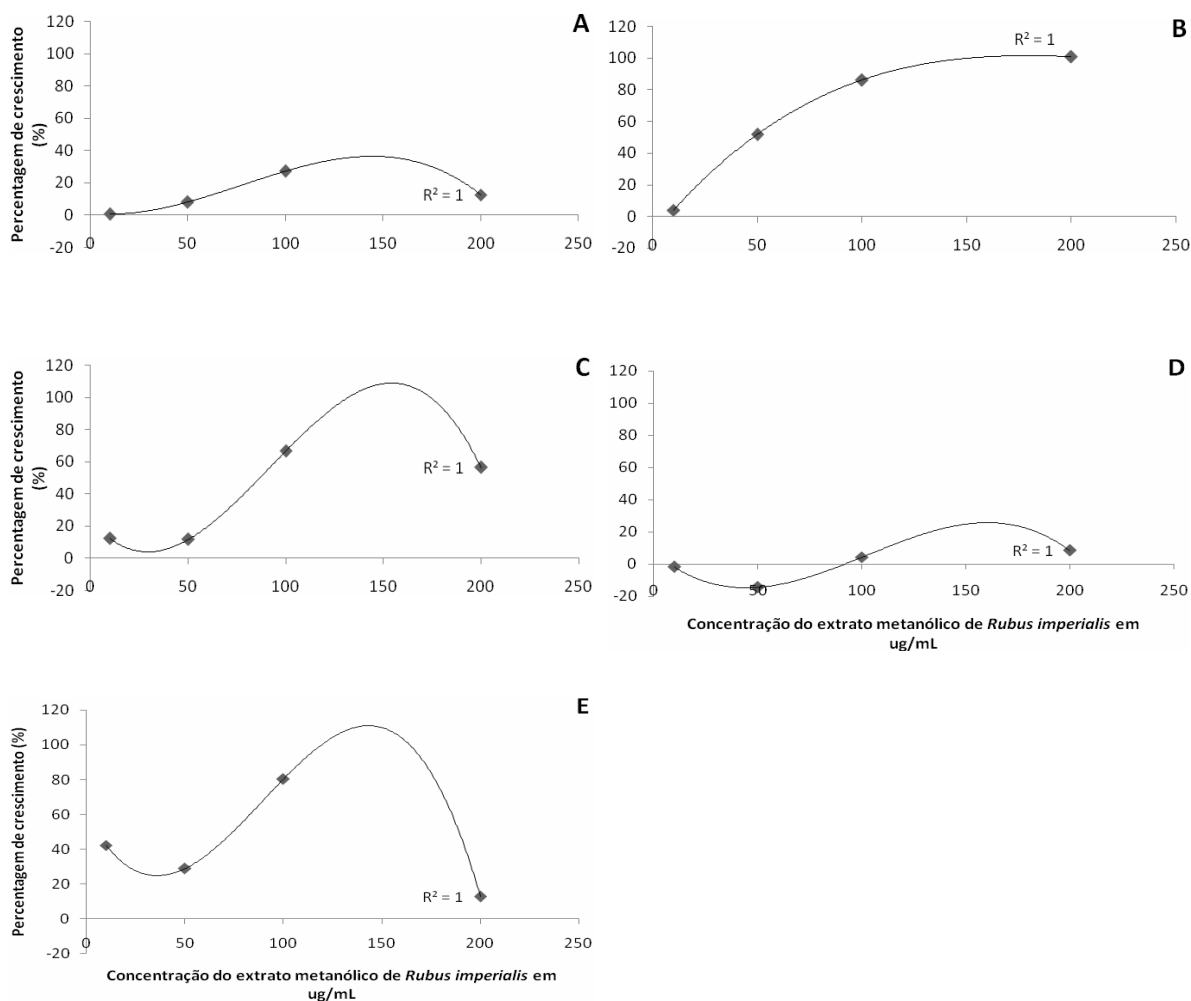 A
Percentagem de crescimento
(%)
120
100
80
60
40
20
0
-20
R² = 1
0 50 100 150 200 250
B
120
100
80
60
40
20
0
-20
R² = 1
0 50 100 150 200 250
C
Percentagem de crescimento
(%)
120
100
80
60
40
20
0
-20
R² = 1
0 50 100 150 200 250
D
120
100
80
60
40
20
0
-20
R² = 1
0 50 100 150 200 250
Concentração do extrato metanólico de Rubus imperialis em
ug/mL
E
Percentagem de crescimento (%)
120
100
80
60
40
20
0
-20
R² = 1
0 50 100 150 200 250
Concentração do extrato metanólico de Rubus imperialis em
ug/mL